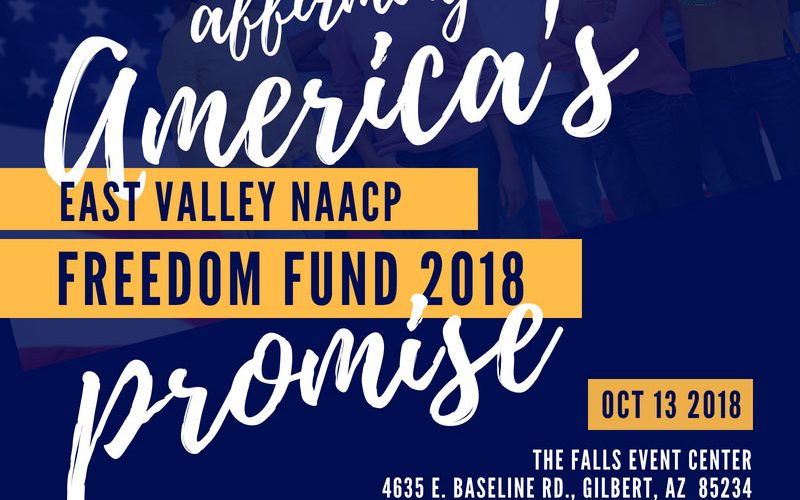 affirming
America's
EAST VALLEY NAACP
FREEDOM FUND 2018
promise
OCT 13 2018
THE FALLS EVENT CENTER
4635 E. BASELINE RD., GILBERT, AZ 85234